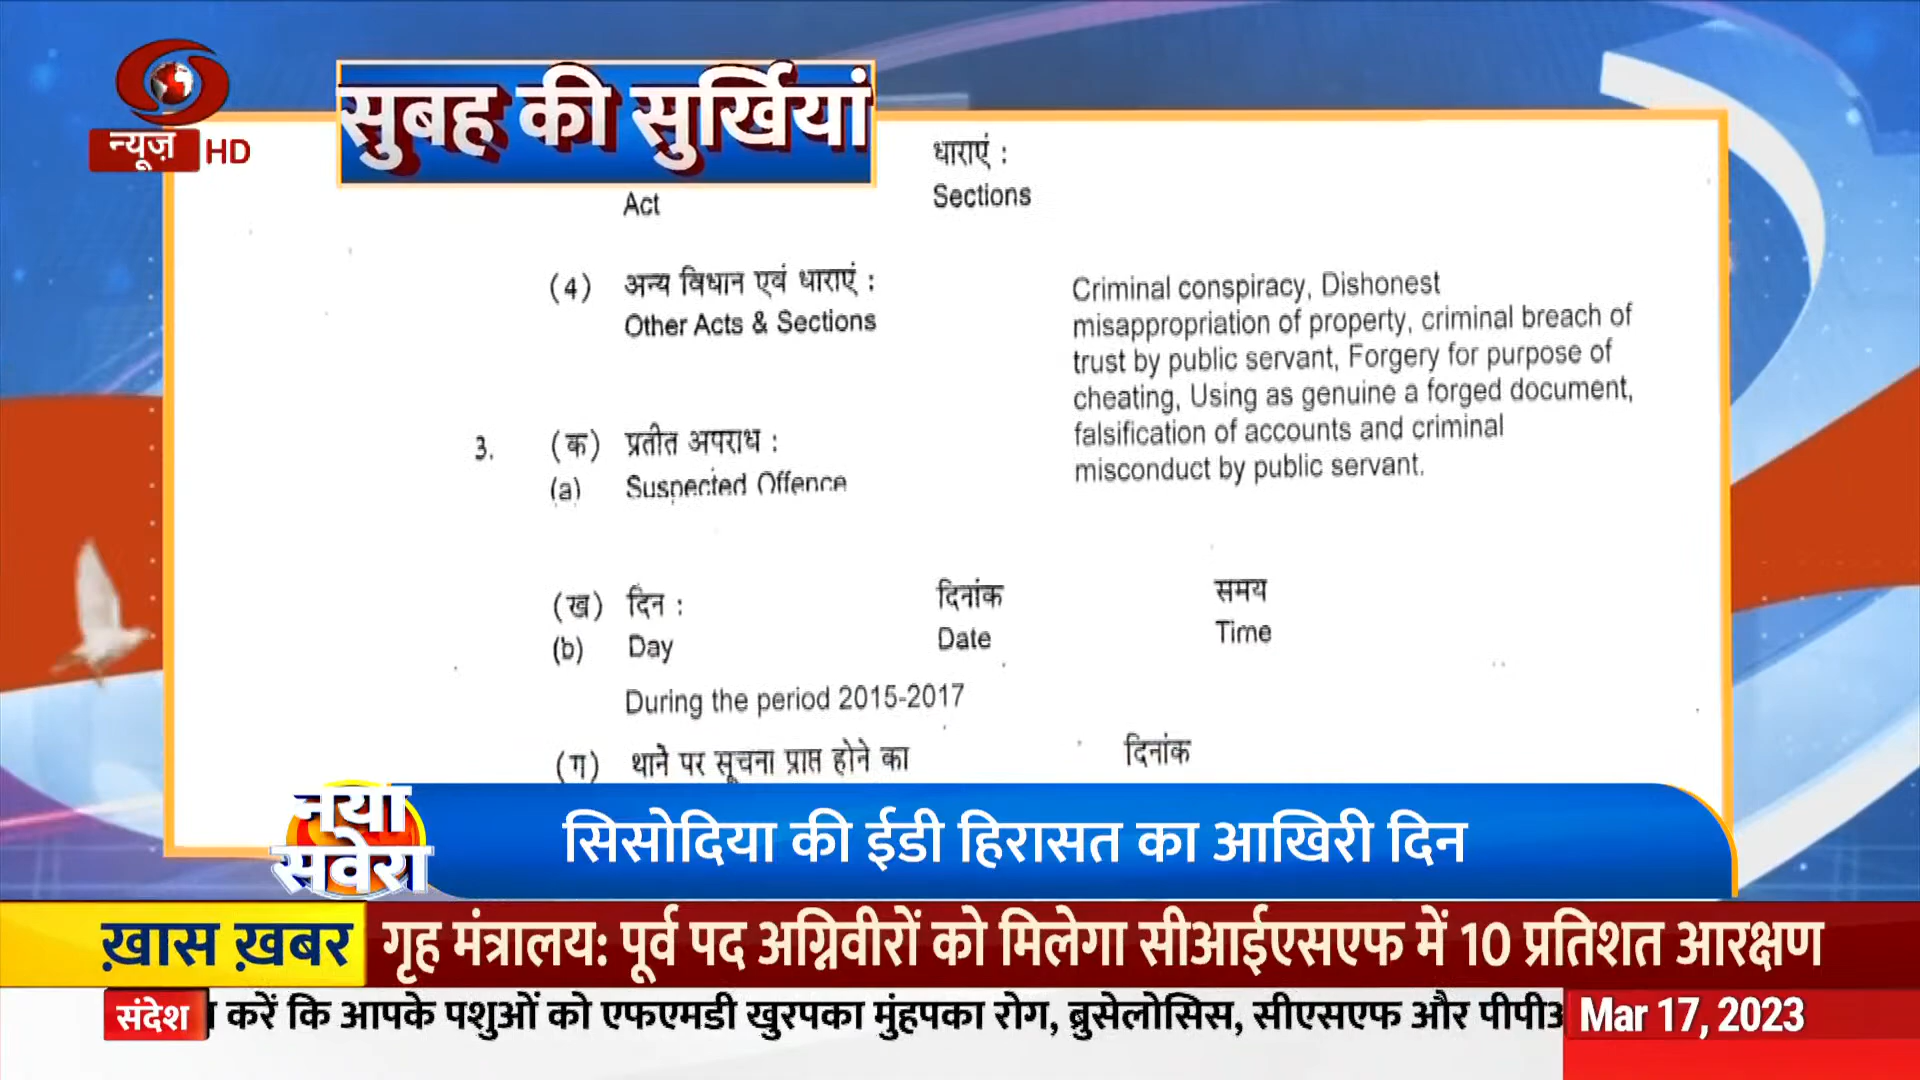 न्यूज़ HD
सुबह की सुर्खियां
धाराएं :
Act
Sections
(4) अन्य विधान एवं धाराएं :
Other Acts & Sections
Criminal conspiracy, Dishonest
misappropriation of property, criminal breach of
trust by public servant, Forgery for purpose of
cheating, Using as genuine a forged document,
falsification of accounts and criminal
misconduct by public servant.
3. (क) प्रतीत अपराध :
(a) Suspected Offence
(ख) दिन : दिनांक समय
(b) Day Date Time
During the period 2015-2017
(ग) थाने पर सूचना प्राप्त होने का दिनांक
नया
सवेरा
सिसोदिया की ईडी हिरासत का आखिरी दिन
ख़ास ख़बर गृह मंत्रालय: पूर्व पद अग्निवीरों को मिलेगा सीआईएसएफ में 10 प्रतिशत आरक्षण
संदेश करें कि आपके पशुओं को एफएमडी खुरपका मुंहपका रोग, ब्रुसेलोसिस, सीएसएफ और Mar 17, 2023